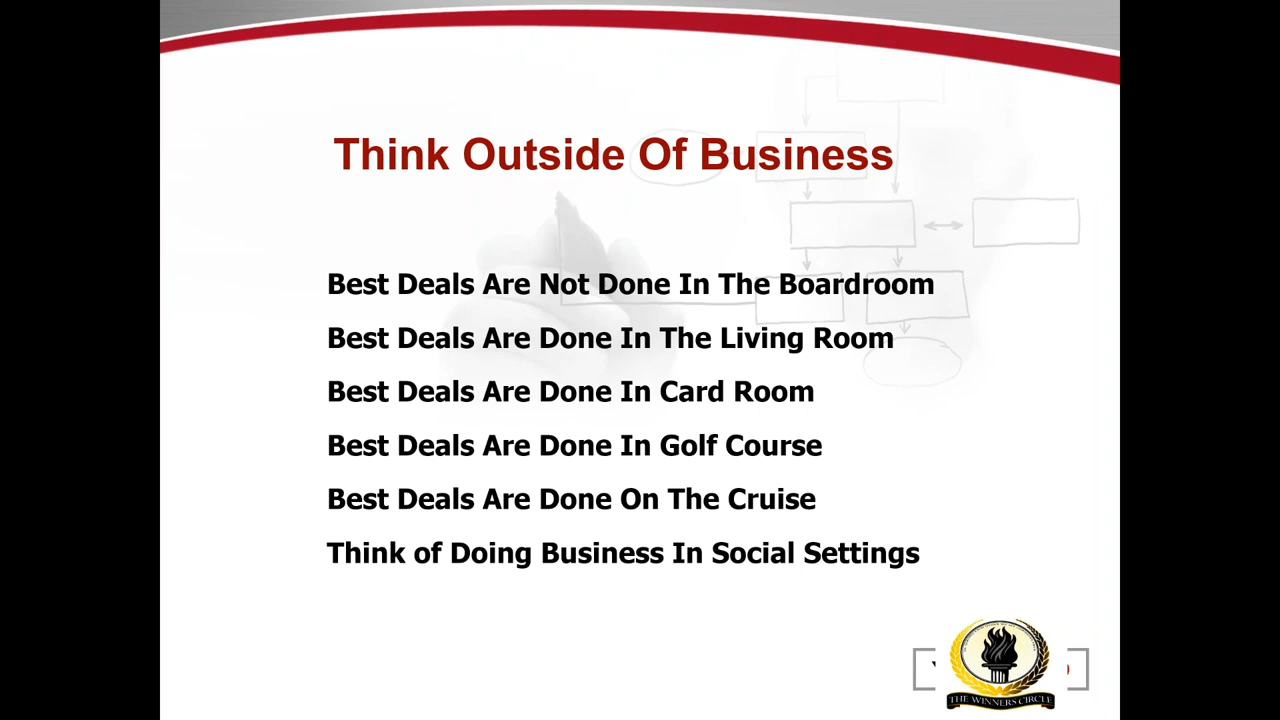 Think Outside Of Business
Best Deals Are Not Done In The Boardroom
Best Deals Are Done In The Living Room
Best Deals Are Done In Card Room
Best Deals Are Done In Golf Course
Best Deals Are Done On The Cruise
Think of Doing Business In Social Settings
THE WINNERS CIRCLE